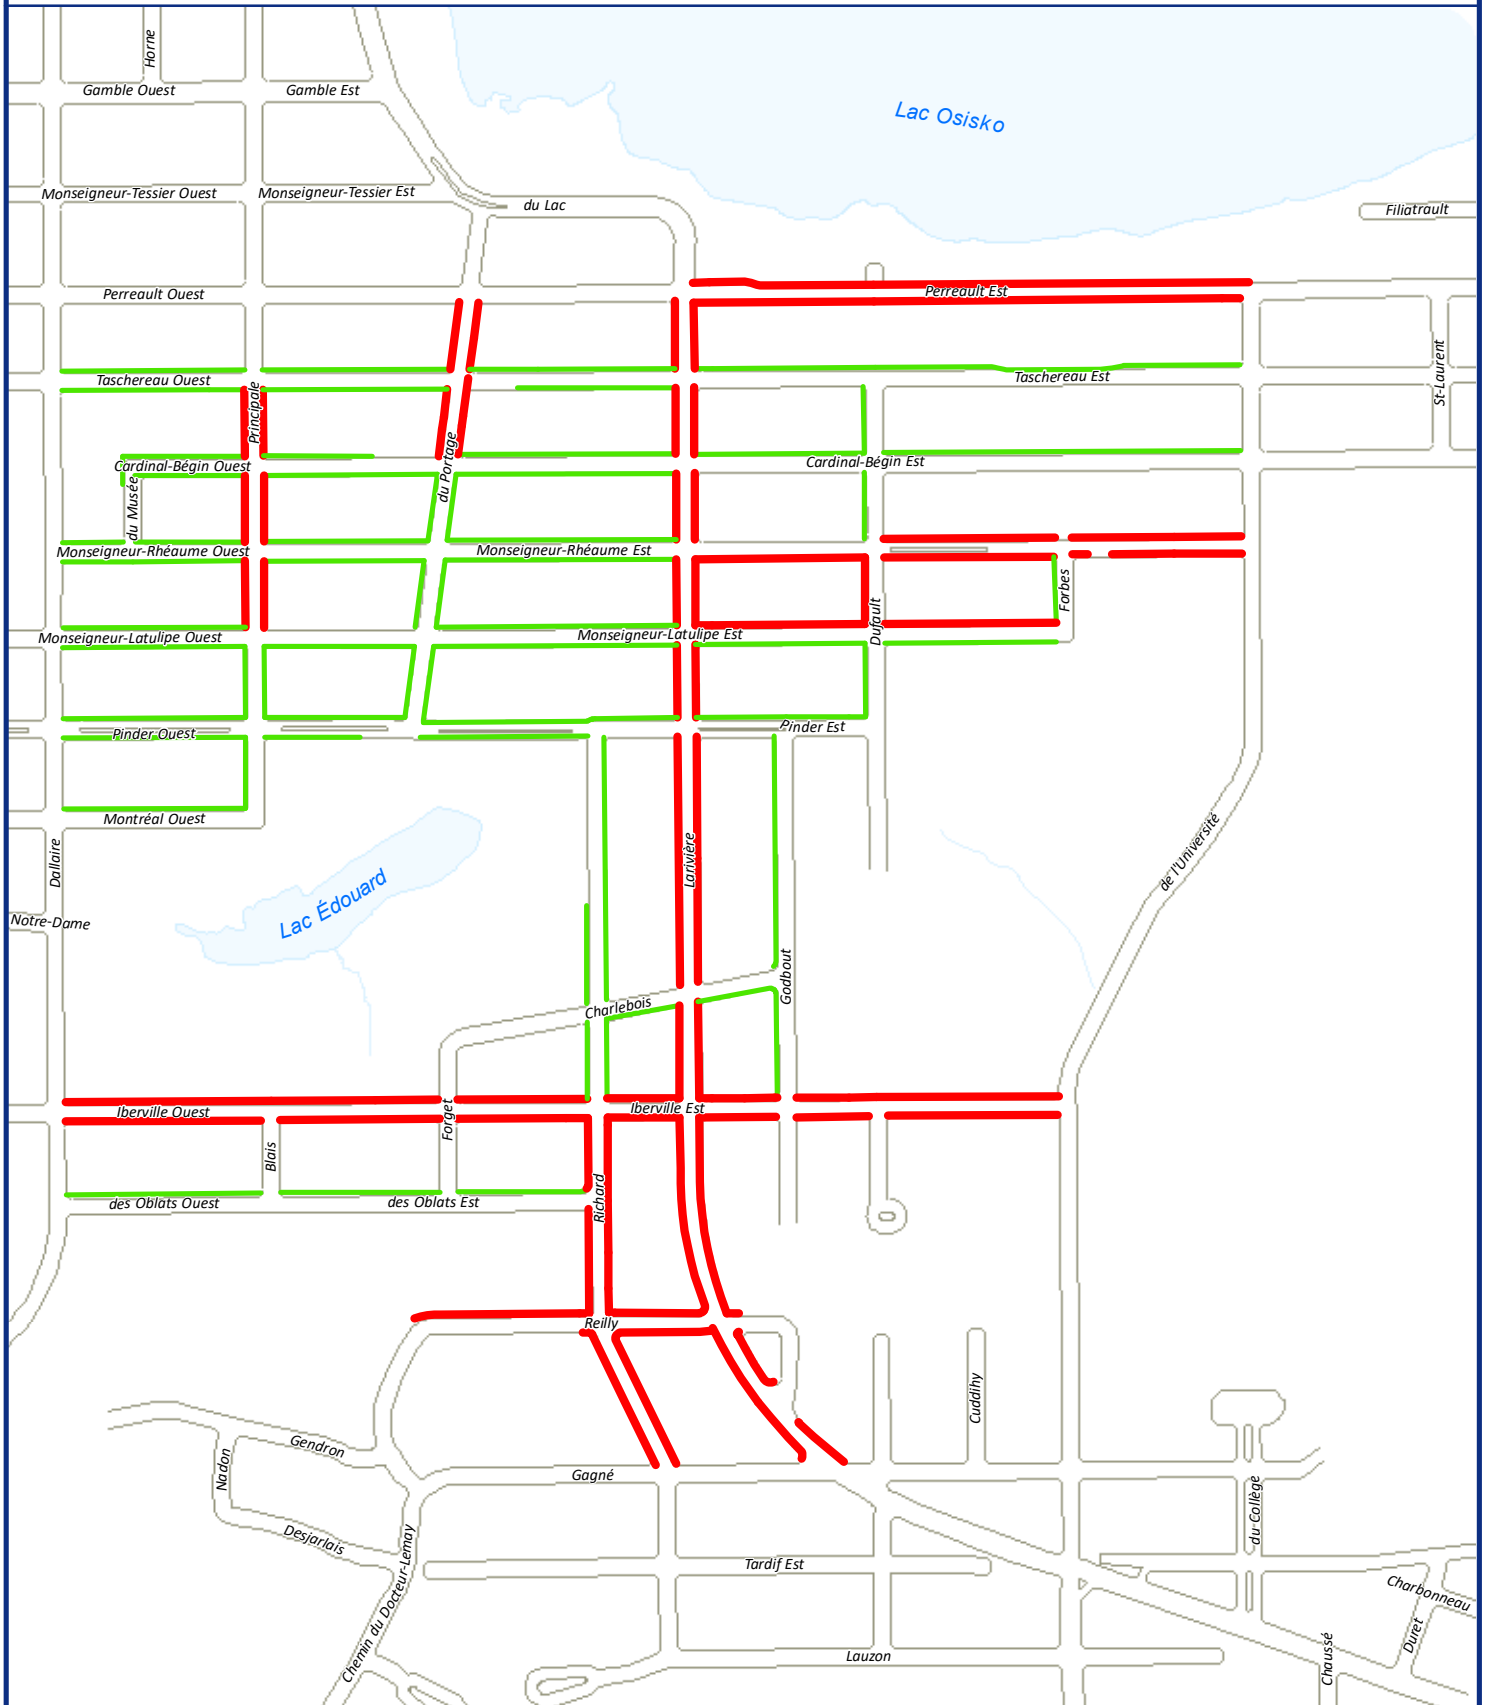 Horne
Gamble Ouest
Gamble Est
Lac Osisko
Monseigneur-Tessier Ouest
Monseigneur-Tessier Est
du Lac
Filiatrault
Perreault Ouest
Perreault Est
St-Laurent
Taschereau Ouest
Taschereau Est
Principale
du Portage
Cardinal-Bégin Ouest
Cardinal-Bégin Est
du Musée
Monseigneur-Rhéaume Ouest
Monseigneur-Rhéaume Est
Forbes
Dufault
Monseigneur-Latulipe Ouest
Monseigneur-Latulipe Est
Pinder Ouest
Pinder Est
Montréal Ouest
Dallaire
Larivière
de l'Université
Notre-Dame
Lac Édouard
Godbout
Charlebois
Iberville Ouest
Iberville Est
Forget
Blais
Richard
des Oblats Ouest
des Oblats Est
Reilly
Cuddihy
Gendron
Nadon
Gagné
du Collège
Desjarlais
Chemin du Docteur-Lemay
Tardif Est
Charbonneau
Duret
Chaussé
Lauzon